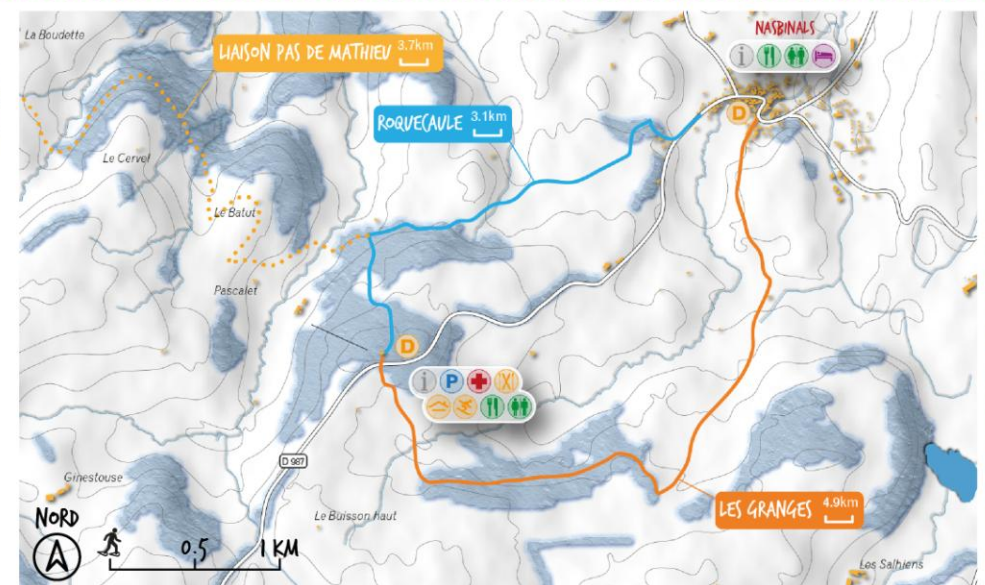 La Boudette
LIAISON PAS DE MATHIEU 3.7km
NASBINALS
i
ROQUECAULE 3.1km
D
Le Cervel
Le Batut
Pascalet
D
i P
D 987
Ginestouse
LES GRANGES 4.9km
Le Buisson haut
NORD
0.5 1 KM
Les Salhiens